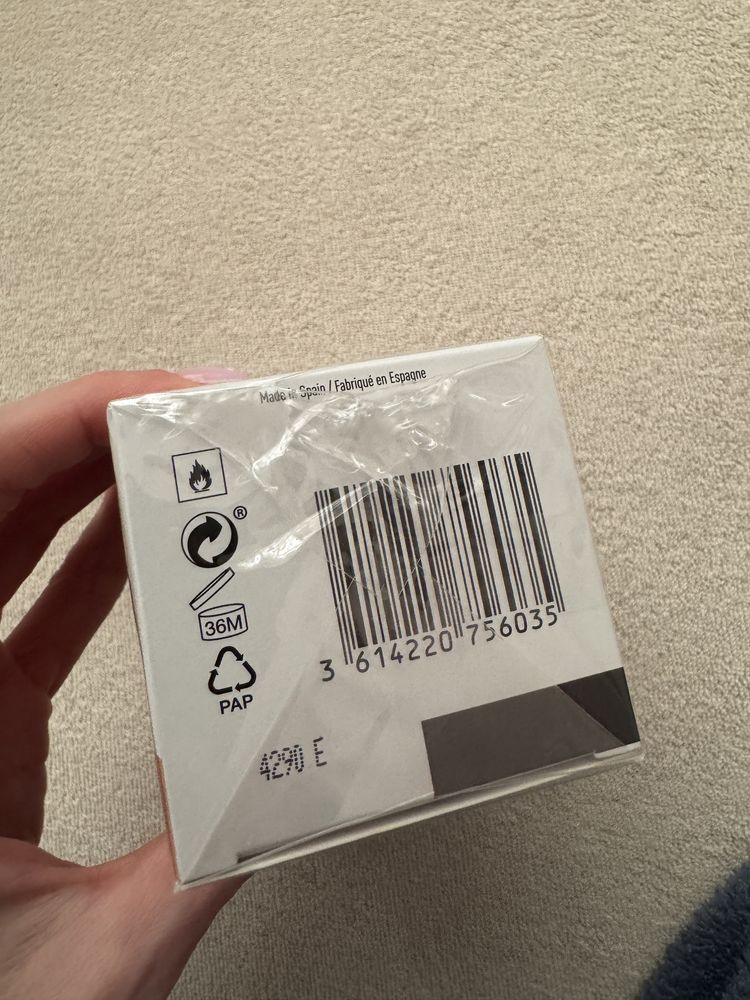 Made in Spain / Fabriqué en Espagne
®
36M
PAP
3 614220 756035
4290 E